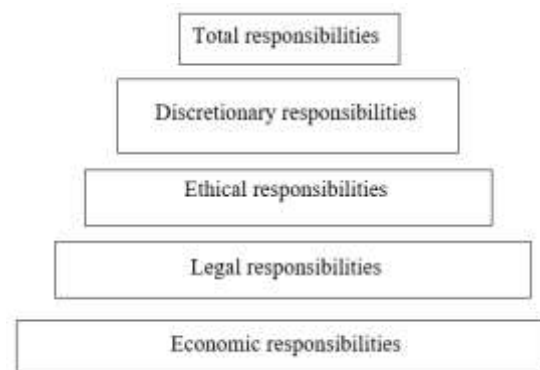 Total responsibilities
Discretionary responsibilities
Ethical responsibilities
Legal responsibilities
Economic responsibilities